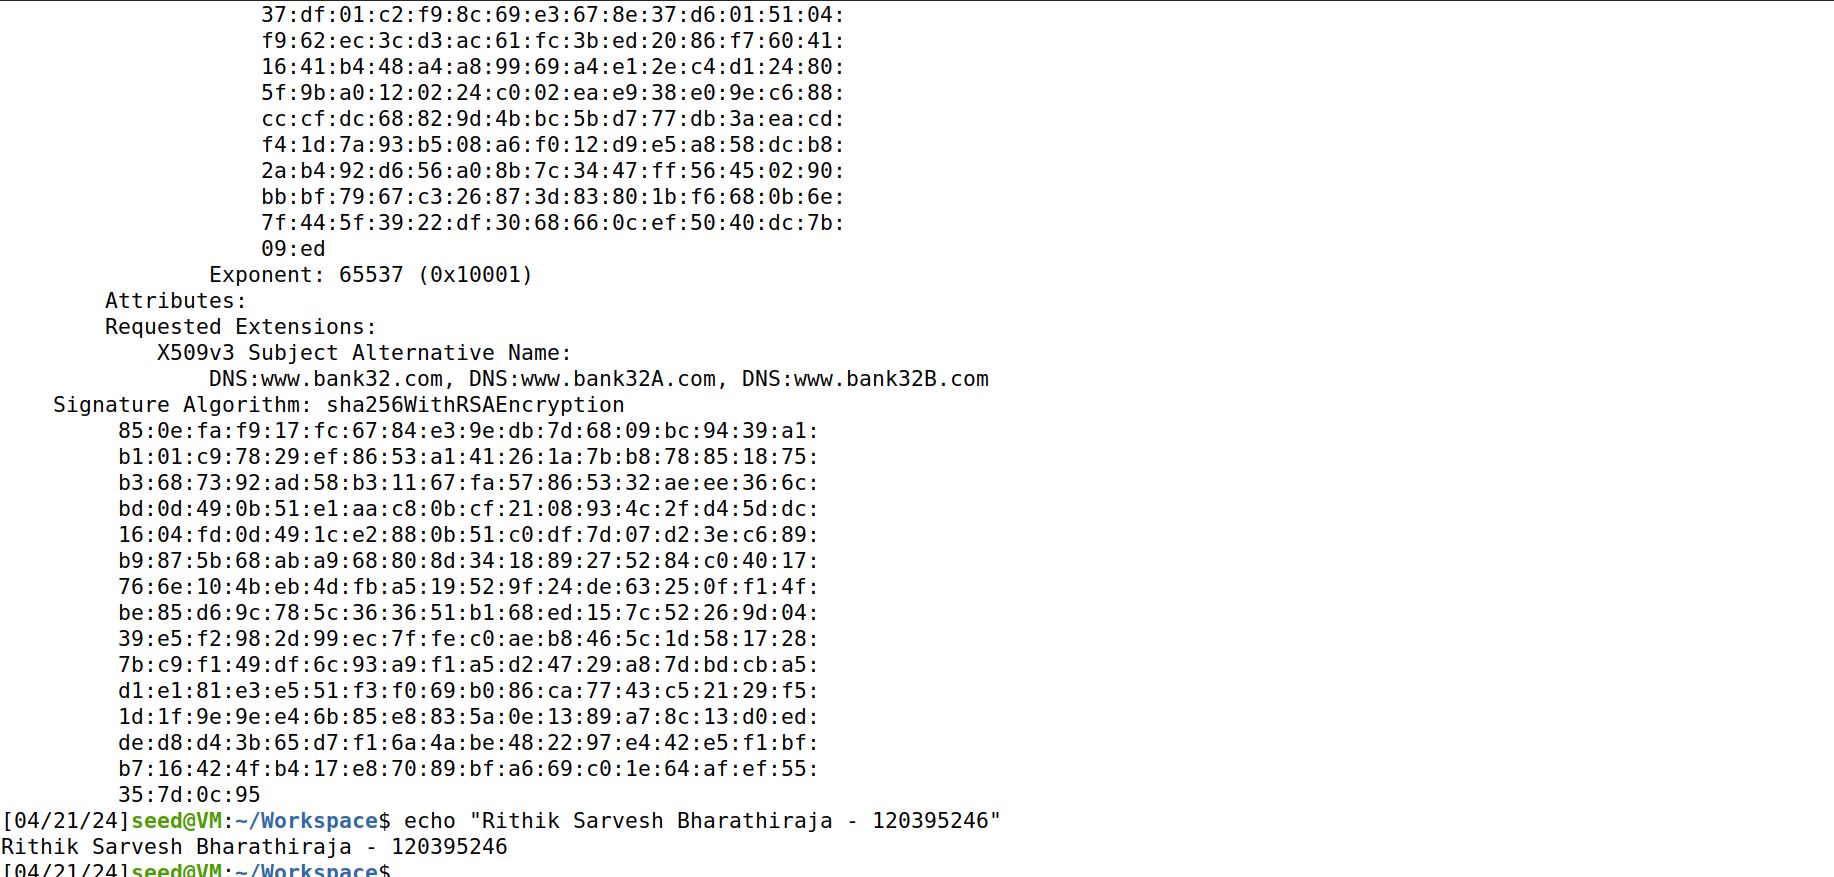 37:df:01:c2:f9:8c:69:e3:67:8e:37:d6:01:51:04:
f9:62:ec:3c:d3:ac:61:fc:3b:ed:20:86:f7:60:41:
16:41:b4:48:a4:a8:99:69:a4:e1:2e:c4:d1:24:80:
5f:9b:a0:12:02:24:c0:02:ea:e9:38:e0:9e:c6:88:
cc:cf:dc:68:82:9d:4b:bc:5b:d7:77:db:3a:ea:cd:
f4:1d:7a:93:b5:08:a6:f0:12:d9:e5:a8:58:dc:b8:
2a:b4:92:d6:56:a0:8b:7c:34:47:ff:56:45:02:90:
bb:bf:79:67:c3:26:87:3d:83:80:1b:f6:68:0b:6e:
7f:44:5f:39:22:df:30:68:66:0c:ef:50:40:dc:7b:
09:ed
Exponent: 65537 (0x10001)
Attributes:
Requested Extensions:
X509v3 Subject Alternative Name:
DNS:www.bank32.com, DNS:www.bank32A.com, DNS:www.bank32B.com
Signature Algorithm: sha256WithRSAEncryption
85:0e:fa:f9:17:fc:67:84:e3:9e:db:7d:68:09:bc:94:39:a1:
b1:01:c9:78:29:ef:86:53:a1:41:26:1a:7b:b8:78:85:18:75:
b3:68:73:92:ad:58:b3:11:67:fa:57:86:53:32:ae:ee:36:6c:
bd:0d:49:0b:51:e1:aa:c8:0b:cf:21:08:93:4c:2f:d4:5d:dc:
16:04:fd:0d:49:1c:e2:88:0b:51:c0:df:7d:07:d2:3e:c6:89:
b9:87:5b:68:ab:a9:68:80:8d:34:18:89:27:52:84:c0:40:17:
76:6e:10:4b:eb:4d:fb:a5:19:52:9f:24:de:63:25:0f:f1:4f:
be:85:d6:9c:78:5c:36:36:51:b1:68:ed:15:7c:52:26:9d:04:
39:e5:f2:98:2d:99:ec:7f:fe:c0:ae:b8:46:5c:1d:58:17:28:
7b:c9:f1:49:df:6c:93:a9:f1:a5:d2:47:29:a8:7d:bd:cb:a5:
d1:e1:81:e3:e5:51:f3:f0:69:b0:86:ca:77:43:c5:21:29:f5:
1d:1f:9e:9e:e4:6b:85:e8:83:5a:0e:13:89:a7:8c:13:d0:ed:
de:d8:d4:3b:65:d7:f1:6a:4a:be:48:22:97:e4:42:e5:f1:bf:
b7:16:42:4f:b4:17:e8:70:89:bf:a6:69:c0:1e:64:af:ef:55:
35:7d:0c:95
[04/21/24]seed@VM:~/Workspace$ echo "Rithik Sarvesh Bharathiraja - 120395246"
Rithik Sarvesh Bharathiraja - 120395246
[04/21/24]seed@VM:~/Workspace$